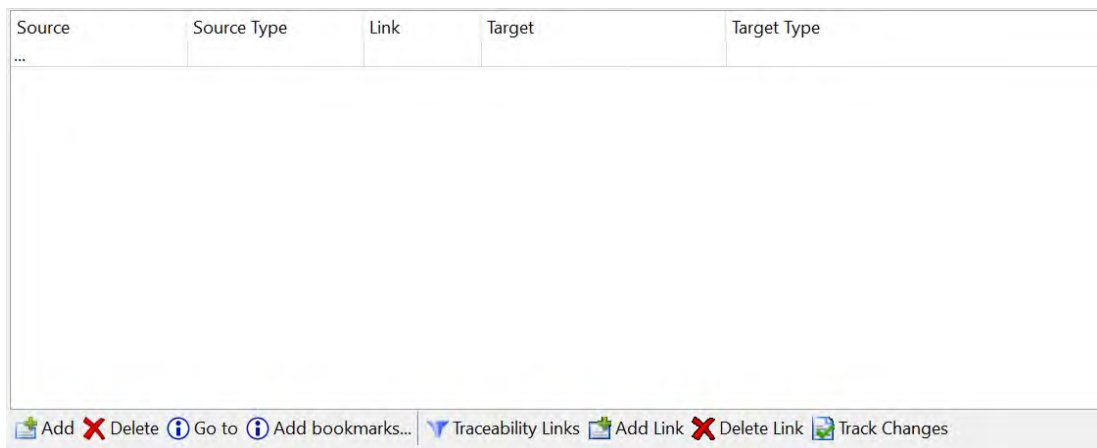 Source Source Type Link Target Target Type
...
Add Delete Go to Add bookmarks... Traceability Links Add Link Delete Link Track Changes